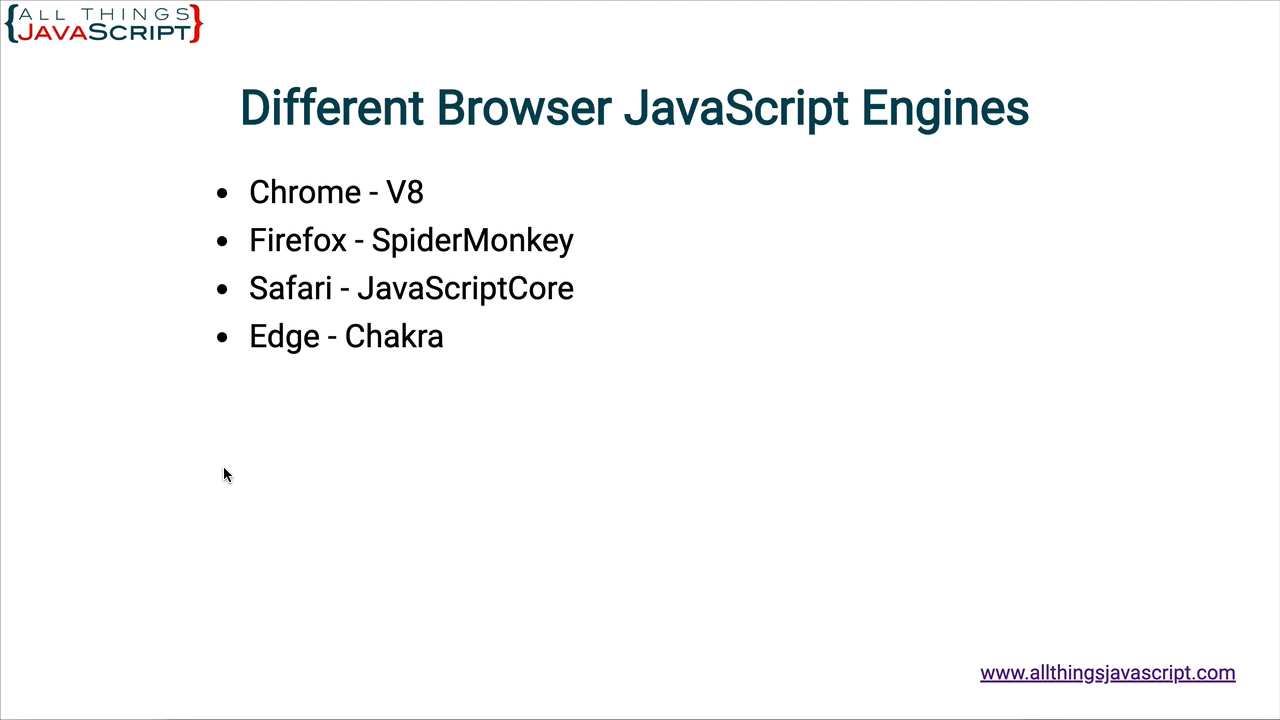 {ALL THINGS
JAVASCRIPT}
Different Browser JavaScript Engines
• Chrome - V8
• Firefox - SpiderMonkey
• Safari - JavaScriptCore
• Edge - Chakra
www.allthingsjavascript.com